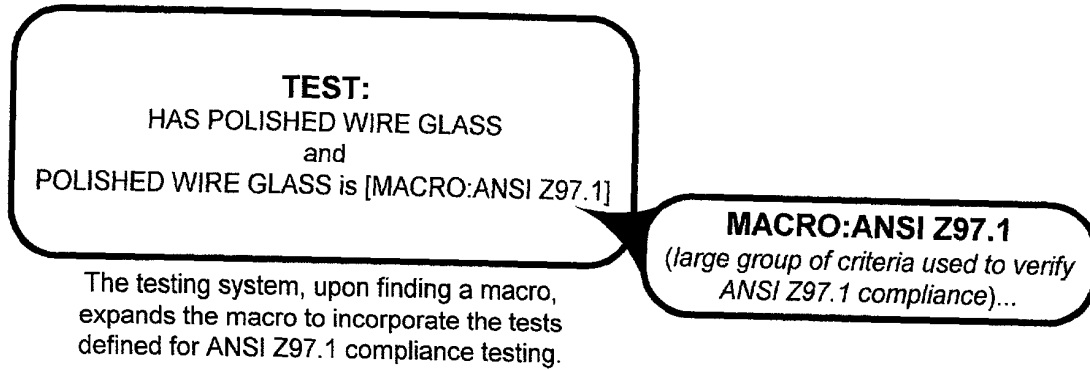 TEST:
HAS POLISHED WIRE GLASS
and
POLISHED WIRE GLASS is [MACRO:ANSI Z97.1]
MACRO:ANSI Z97.1
(large group of criteria used to verify
ANSI Z97.1 compliance)...
The testing system, upon finding a macro,
expands the macro to incorporate the tests
defined for ANSI Z97.1 compliance testing.